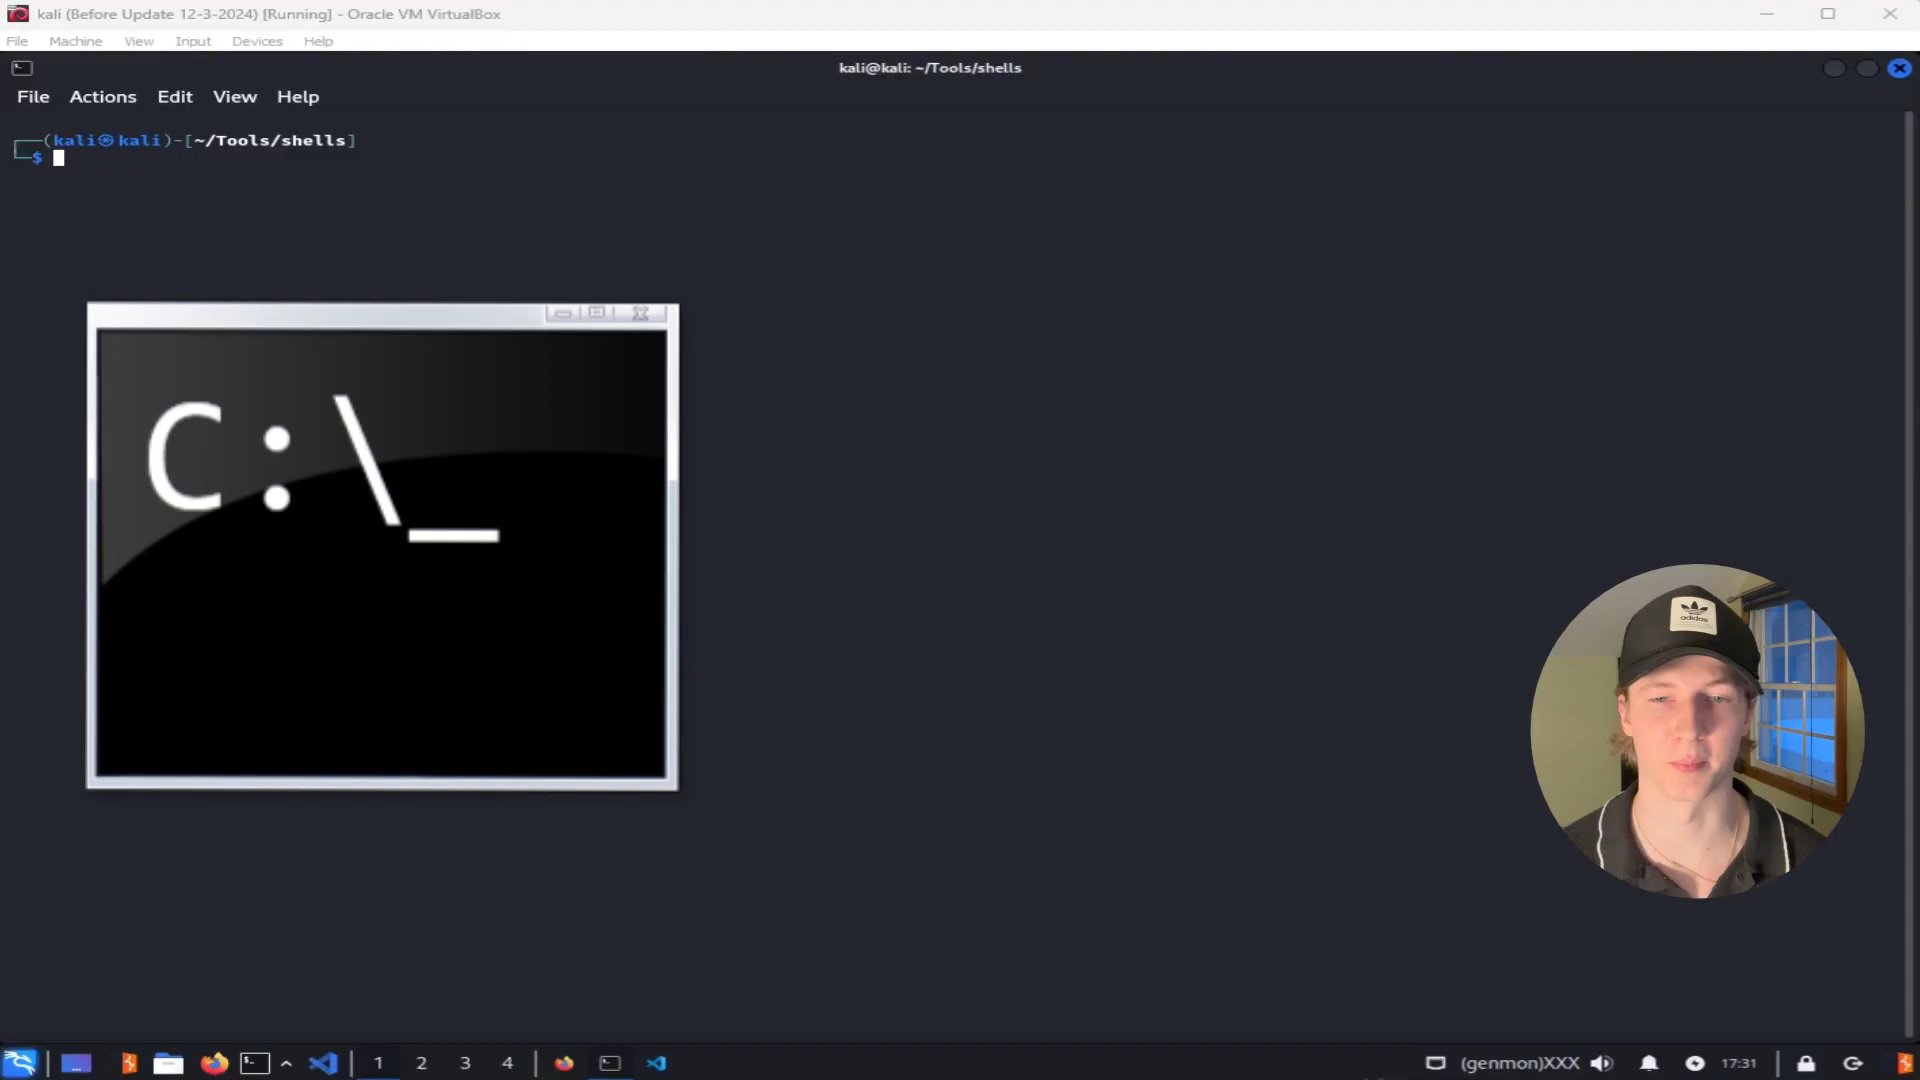 kali (Before Update 12-3-2024) [Running] - Oracle VM VirtualBox
File Machine View Input Devices Help
kali@kali: ~/Tools/shells
File Actions Edit View Help
┌──(kali㉿kali)-[~/Tools/shells]
└─$
C:\_
adidas
1 2 3 4 (genmon)XXX 17:31